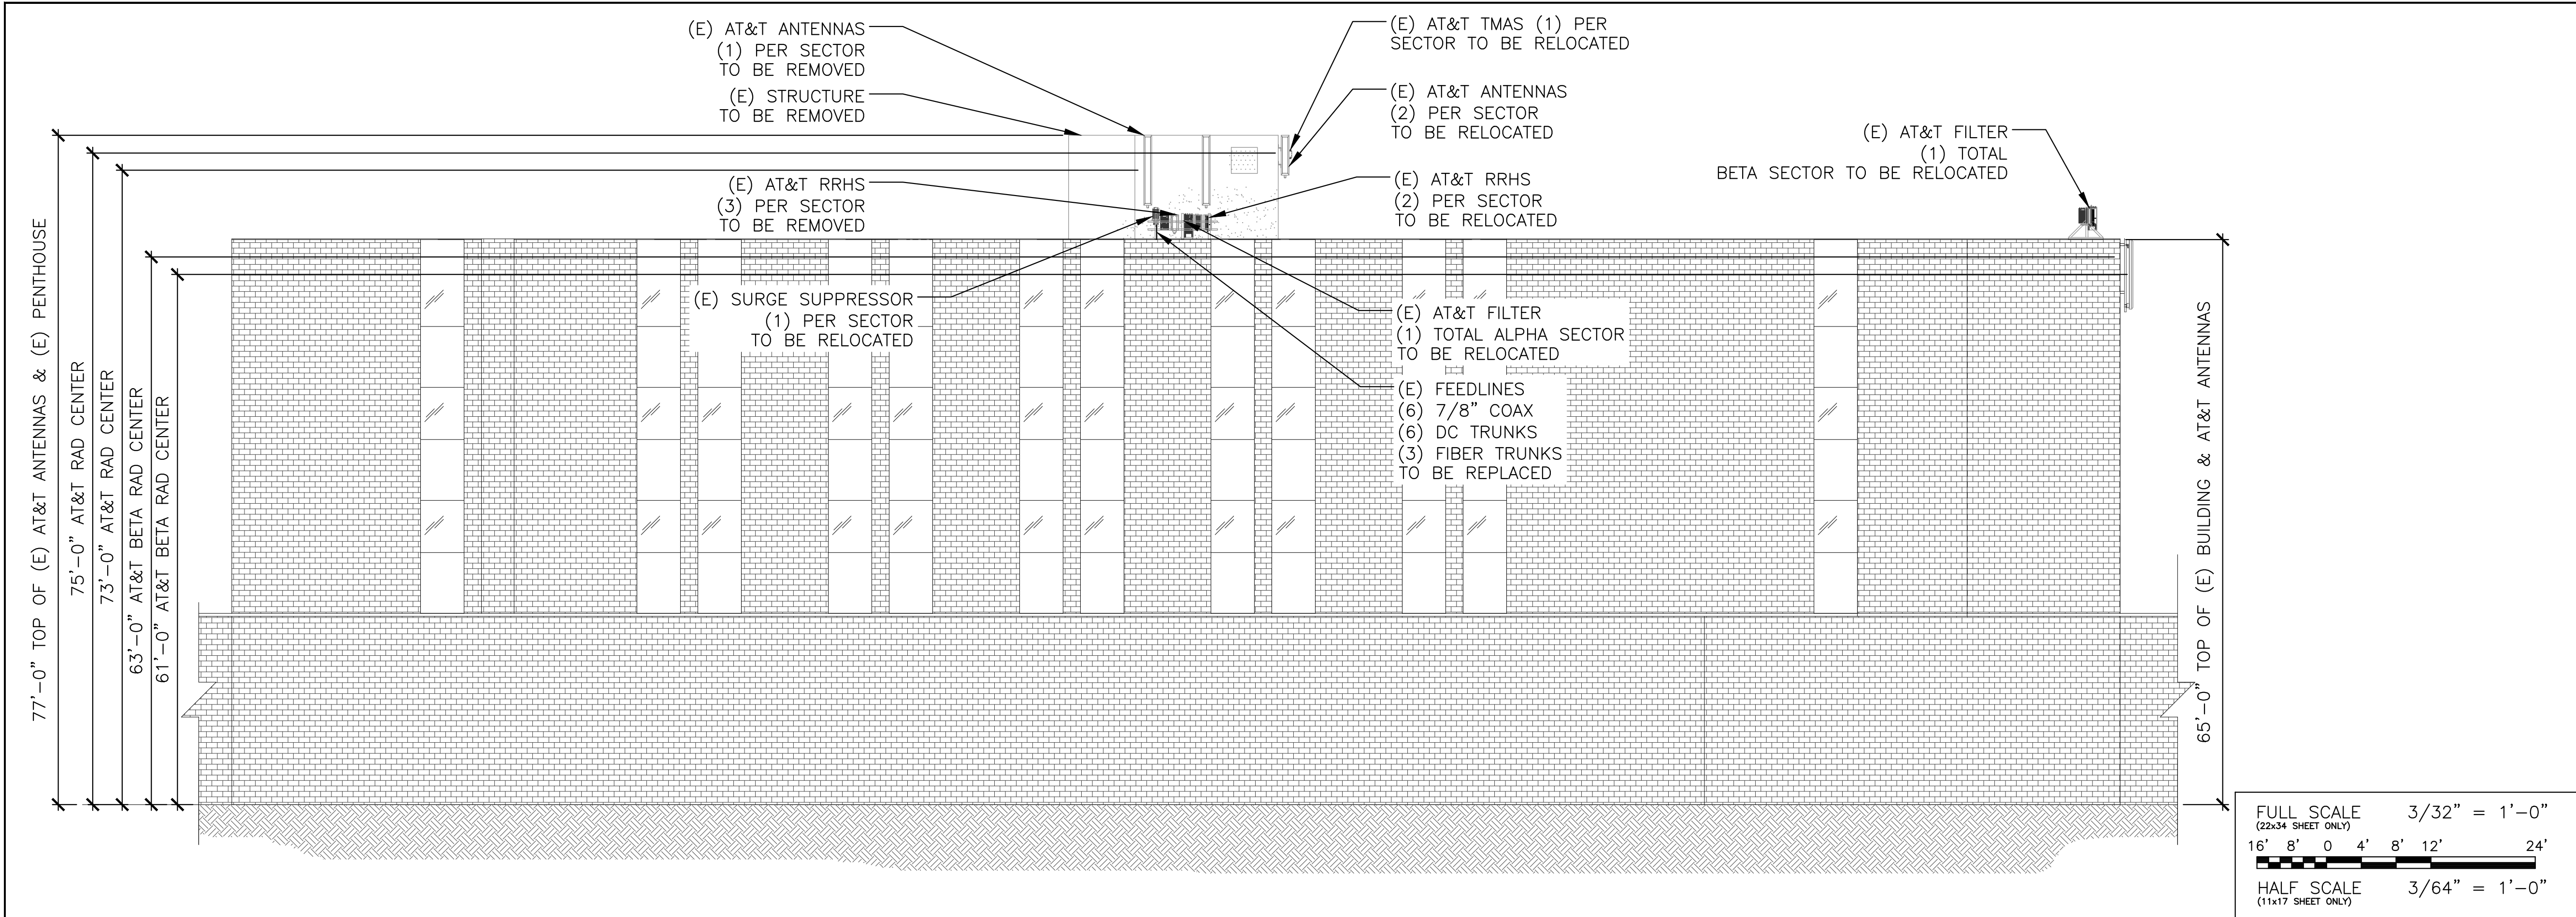 (E) AT&T ANTENNAS
(1) PER SECTOR
TO BE REMOVED
(E) STRUCTURE
TO BE REMOVED
(E) AT&T TMAS (1) PER
SECTOR TO BE RELOCATED
(E) AT&T ANTENNAS
(2) PER SECTOR
TO BE RELOCATED
(E) AT&T FILTER
(1) TOTAL
BETA SECTOR TO BE RELOCATED
(E) AT&T RRHS
(3) PER SECTOR
TO BE REMOVED
(E) AT&T RRHS
(2) PER SECTOR
TO BE RELOCATED
(E) SURGE SUPPRESSOR
(1) PER SECTOR
TO BE RELOCATED
(E) AT&T FILTER
(1) TOTAL ALPHA SECTOR
TO BE RELOCATED
(E) FEEDLINES
(6) 7/8" COAX
(6) DC TRUNKS
(3) FIBER TRUNKS
TO BE REPLACED
77'-0" TOP OF (E) AT&T ANTENNAS & (E) PENTHOUSE
75'-0" AT&T RAD CENTER
73'-0" AT&T RAD CENTER
63'-0" AT&T BETA RAD CENTER
61'-0" AT&T BETA RAD CENTER
65'-0" TOP OF (E) BUILDING & AT&T ANTENNAS
FULL SCALE 3/32" = 1'-0"
(22x34 SHEET ONLY)
16' 8' 0 4' 8' 12' 24'
HALF SCALE 3/64" = 1'-0"
(11x17 SHEET ONLY)